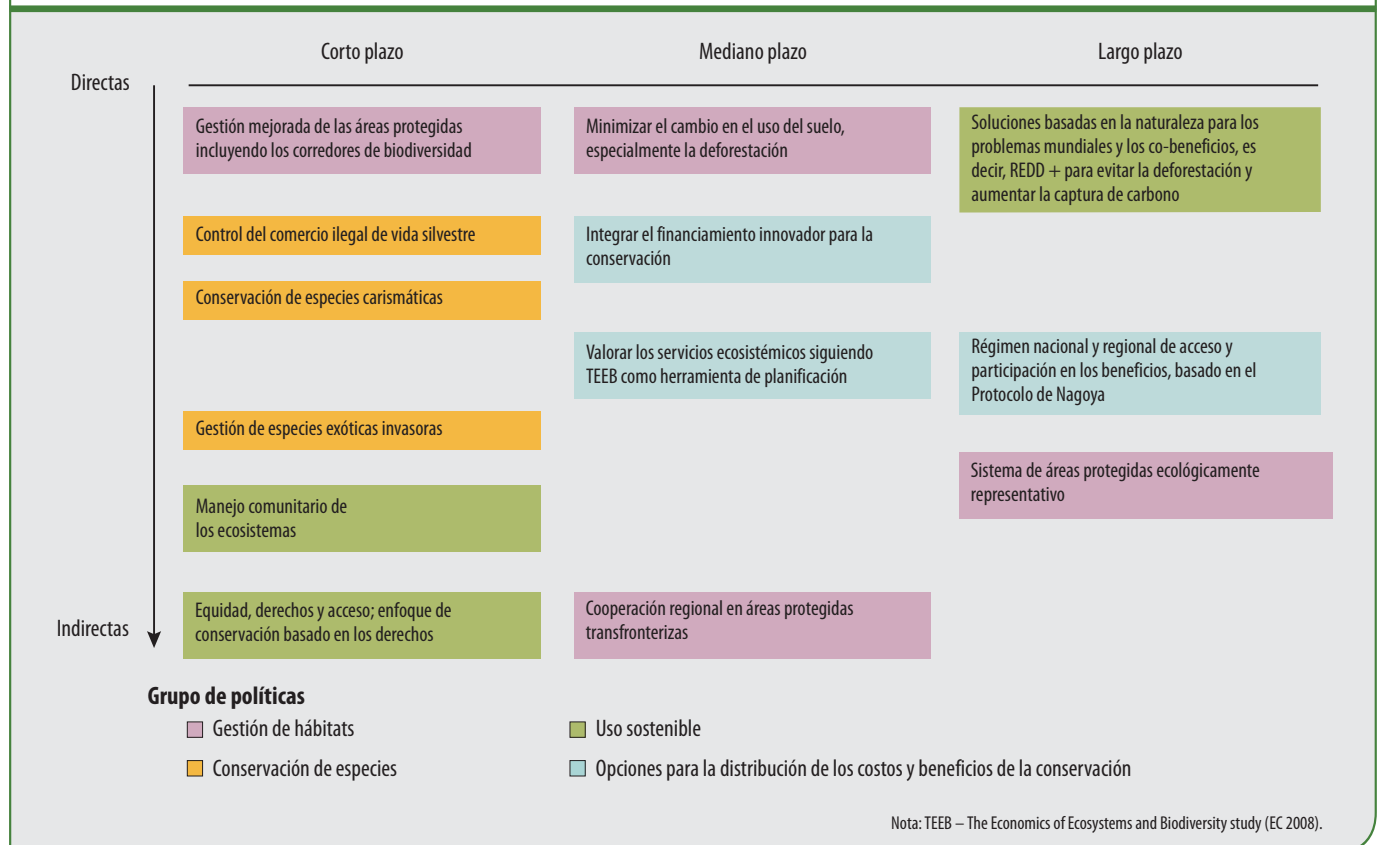 Corto plazo
Mediano plazo
Largo plazo
Directas
Gestión mejorada de las áreas protegidas
incluyendo los corredores de biodiversidad
Minimizar el cambio en el uso del suelo,
especialmente la deforestación
Soluciones basadas en la naturaleza para los
problemas mundiales y los co-beneficios, es
decir, REDD + para evitar la deforestación y
aumentar la captura de carbono
Control del comercio ilegal de vida silvestre
Integrar el financiamiento innovador para la
conservación
Conservación de especies carismáticas
Valorar los servicios ecosistémicos siguiendo
TEEB como herramienta de planificación
Régimen nacional y regional de acceso y
participación en los beneficios, basado en el
Protocolo de Nagoya
Gestión de especies exóticas invasoras
Sistema de áreas protegidas ecológicamente
representativo
Manejo comunitario de
los ecosistemas
Equidad, derechos y acceso; enfoque de
conservación basado en los derechos
Cooperación regional en áreas protegidas
transfronterizas
Indirectas
Grupo de políticas
Gestión de hábitats
Uso sostenible
Conservación de especies
Opciones para la distribución de los costos y beneficios de la conservación
Nota: TEEB – The Economics of Ecosystems and Biodiversity study (EC 2008).